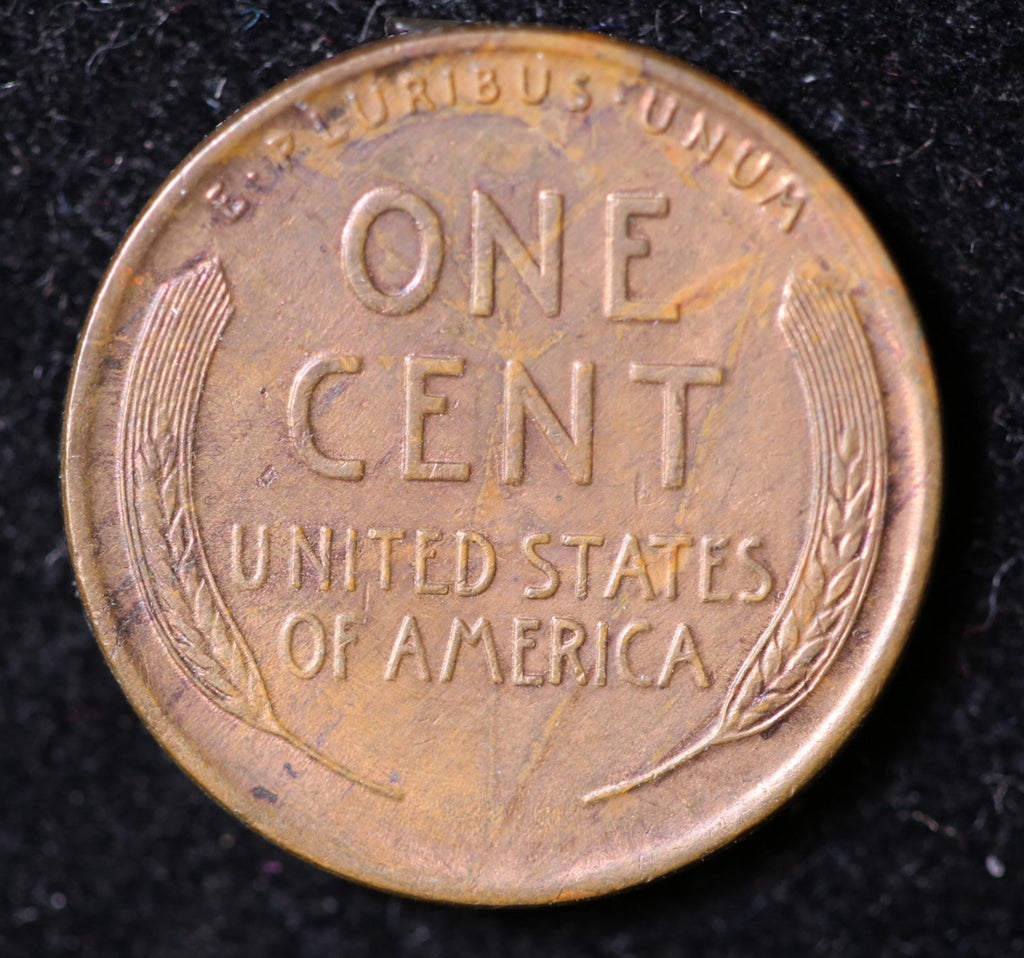 E·PLURIBUS·UNUM
ONE
CENT
UNITED STATES
OF AMERICA